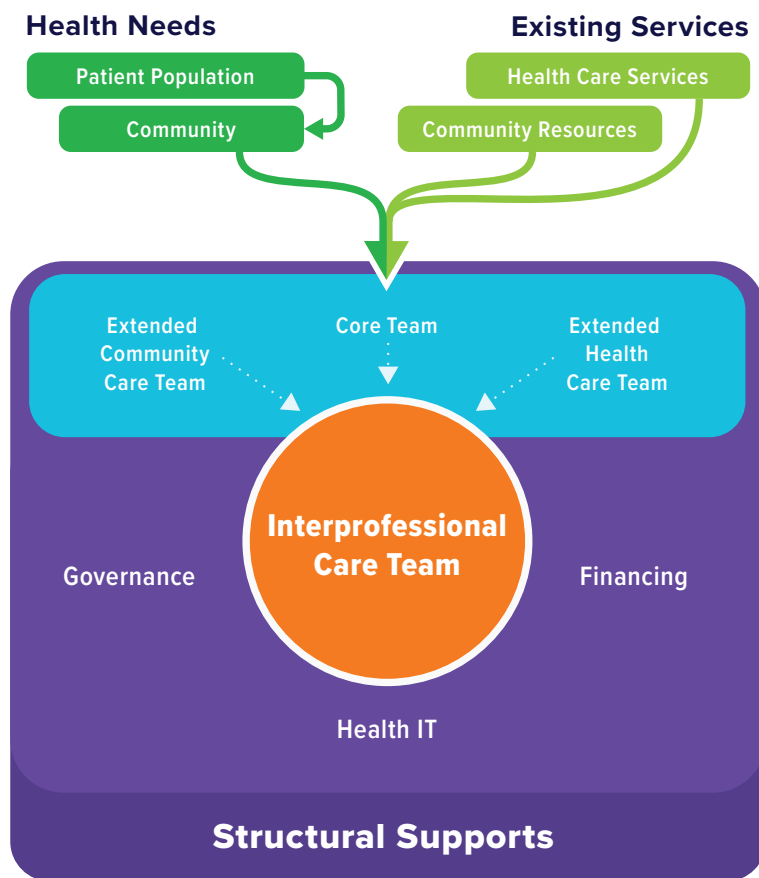 Health Needs
Existing Services
Patient Population
Health Care Services
Community
Community Resources
Extended
Community
Care Team
Core Team
Extended
Health
Care Team
Interprofessional
Care Team
Governance
Financing
Health IT
Structural Supports